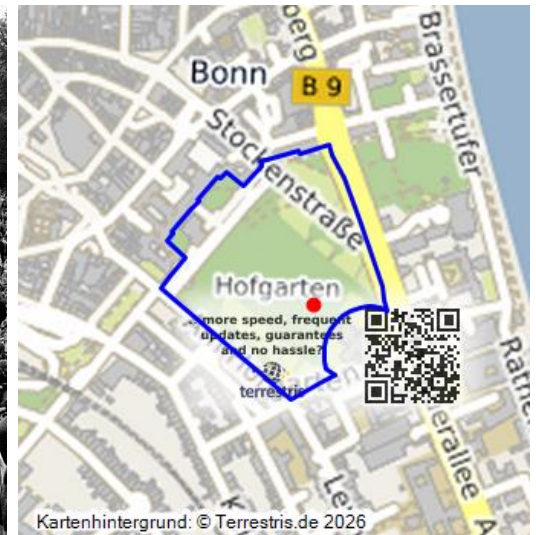 Bonn
B 9
Brassertufer
Stockenstraße
Hofgarten
more speed, frequent
updates, guarantees
and no hassle?
terrestris
Kartenhintergrund: © Terrestris.de 2026